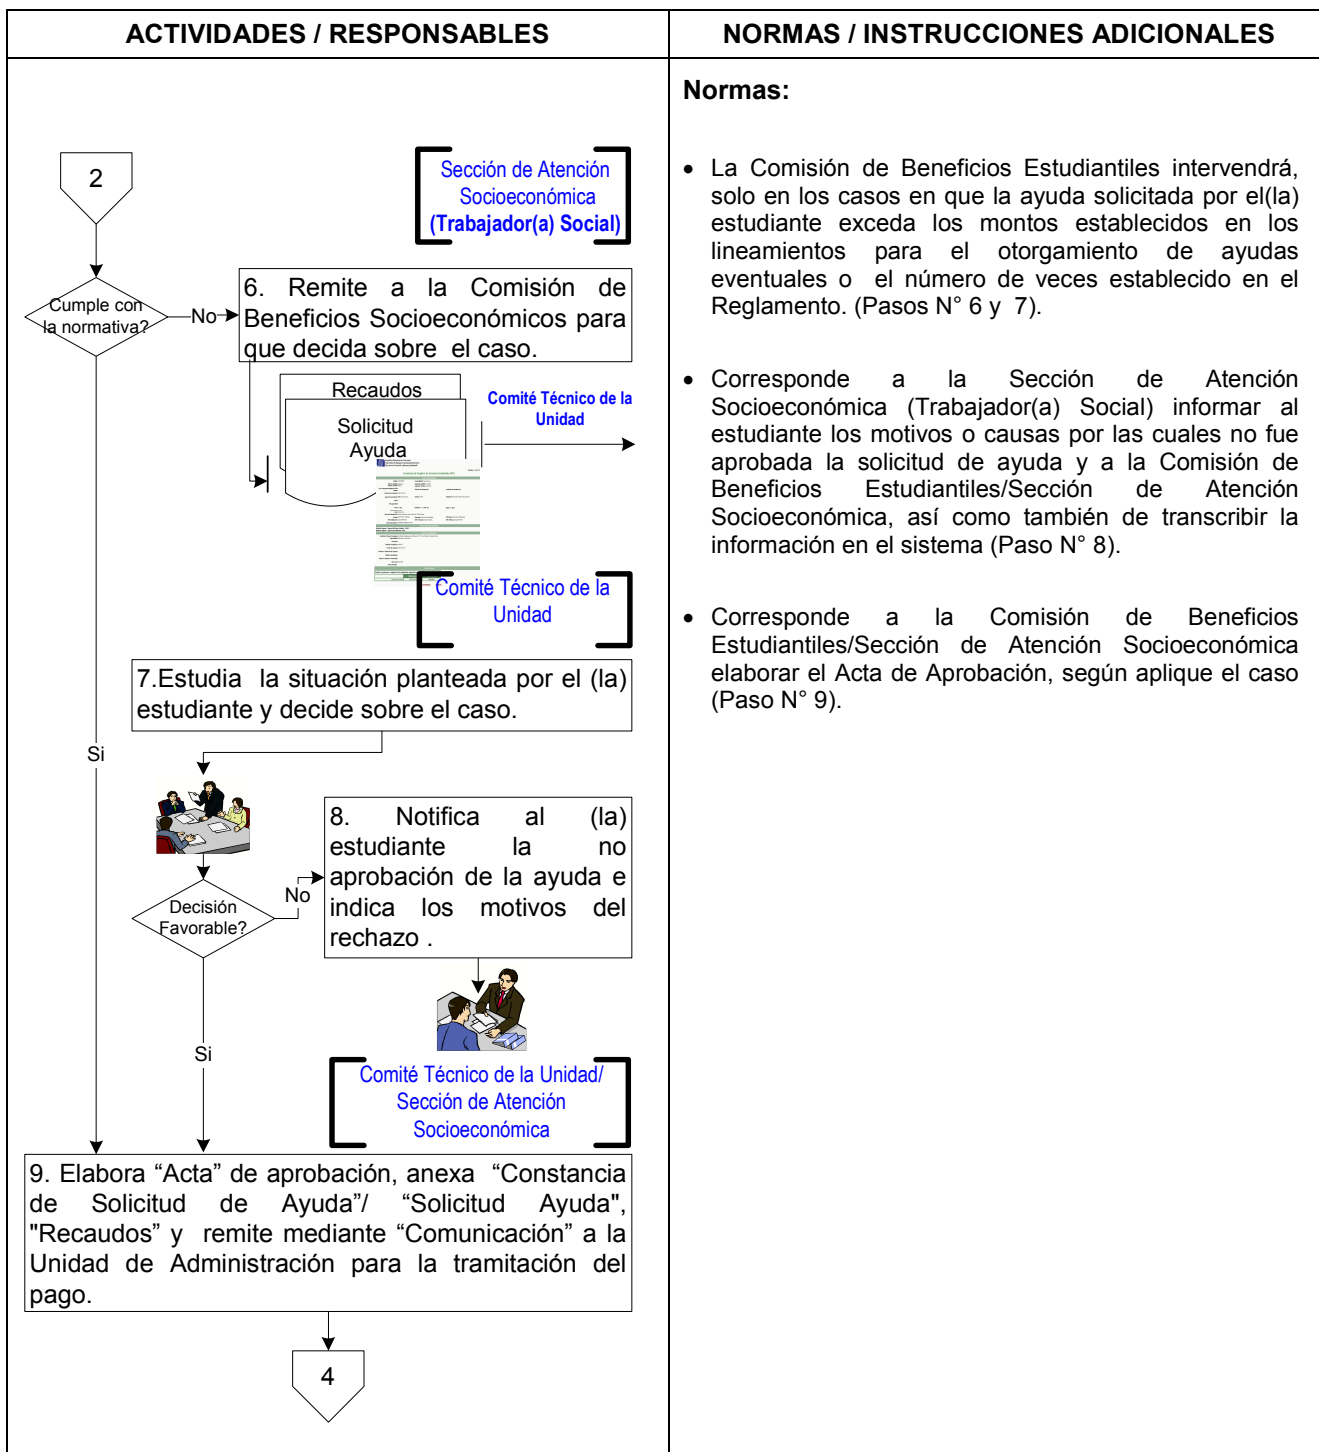 ACTIVIDADES / RESPONSABLES
NORMAS / INSTRUCCIONES ADICIONALES
2
Sección de Atención
Socioeconómica
(Trabajador(a) Social)
Cumple con
la normativa?
No
6. Remite a la Comisión de
Beneficios Socioeconómicos para
que decida sobre el caso.
Recaudos
Solicitud
Ayuda
Comité Técnico de la
Unidad
Comité Técnico de la
Unidad
7.Estudia la situación planteada por el (la)
estudiante y decide sobre el caso.
Si
Decisión
Favorable?
No
8. Notifica al (la)
estudiante la no
aprobación de la ayuda e
indica los motivos del
rechazo .
Si
Comité Técnico de la Unidad/
Sección de Atención
Socioeconómica
9. Elabora “Acta” de aprobación, anexa “Constancia
de Solicitud de Ayuda”/ “Solicitud Ayuda",
"Recaudos” y remite mediante “Comunicación” a la
Unidad de Administración para la tramitación del
pago.
4
Normas:
• La Comisión de Beneficios Estudiantiles intervendrá,
solo en los casos en que la ayuda solicitada por el(la)
estudiante exceda los montos establecidos en los
lineamientos para el otorgamiento de ayudas
eventuales o el número de veces establecido en el
Reglamento. (Pasos N° 6 y 7).
• Corresponde a la Sección de Atención
Socioeconómica (Trabajador(a) Social) informar al
estudiante los motivos o causas por las cuales no fue
aprobada la solicitud de ayuda y a la Comisión de
Beneficios Estudiantiles/Sección de Atención
Socioeconómica, así como también de transcribir la
información en el sistema (Paso N° 8).
• Corresponde a la Comisión de Beneficios
Estudiantiles/Sección de Atención Socioeconómica
elaborar el Acta de Aprobación, según aplique el caso
(Paso N° 9).